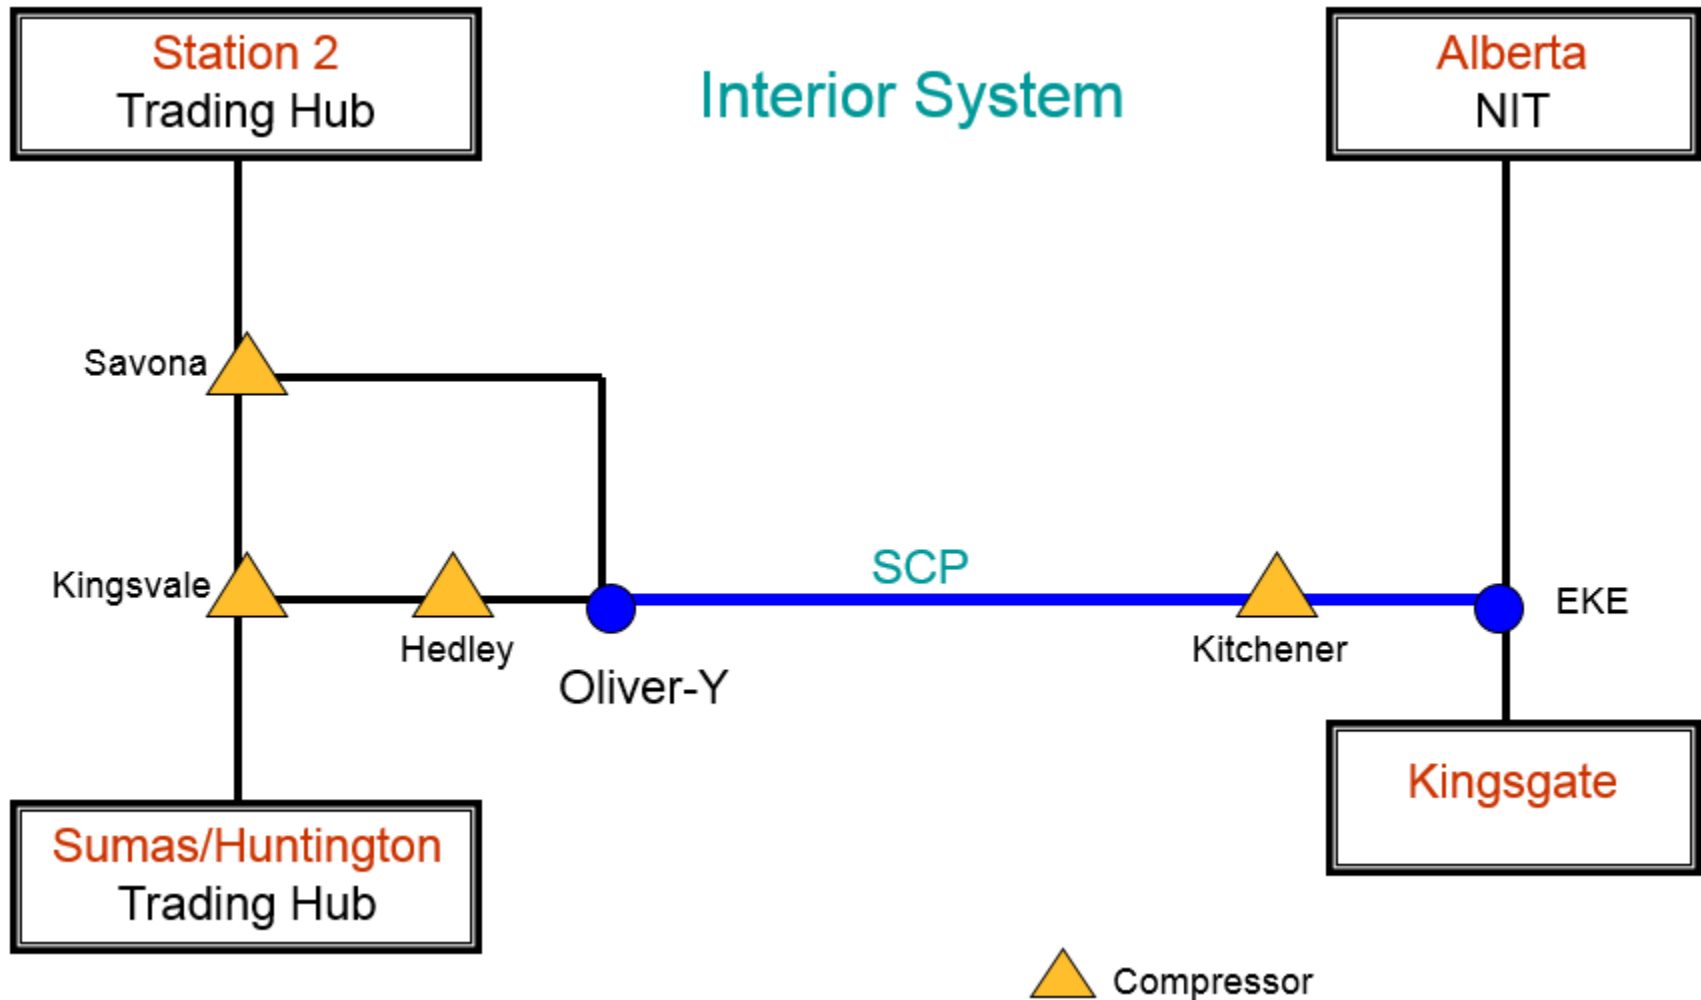 Station 2
Trading Hub
Interior System
Alberta
NIT
Savona
Kingsvale
Hedley
Oliver-Y
SCP
Kitchener
EKE
Kingsgate
Sumas/Huntington
Trading Hub
Compressor